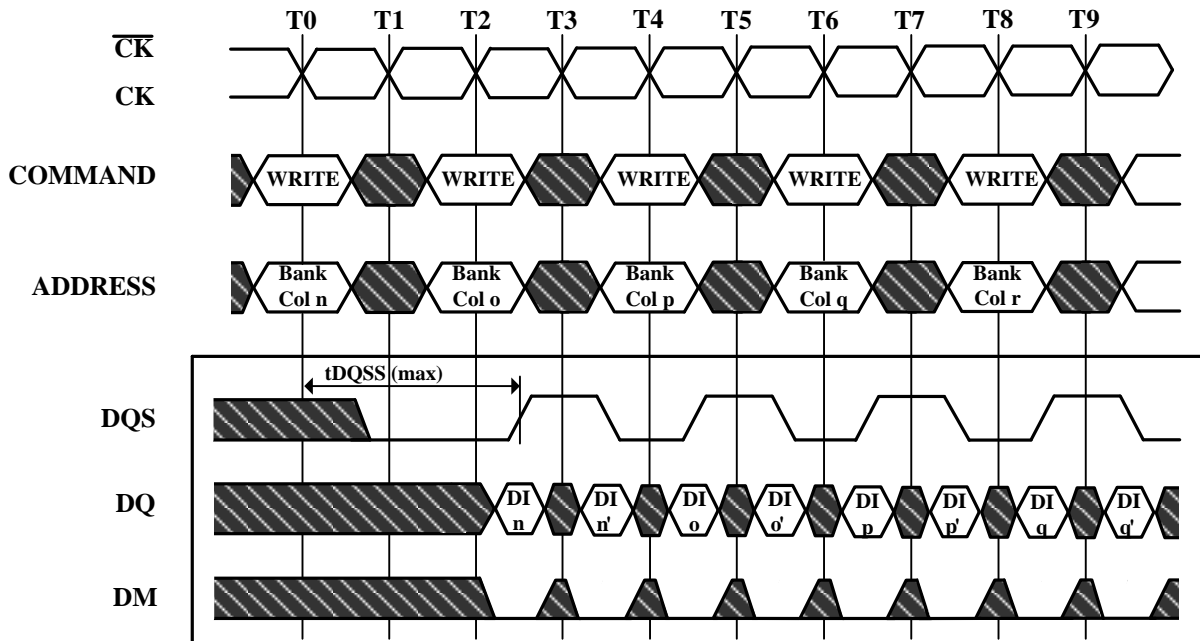 T0 T1 T2 T3 T4 T5 T6 T7 T8 T9
CK
CK
COMMAND WRITE WRITE WRITE WRITE WRITE
ADDRESS Bank Bank Bank Bank Bank
Col n Col o Col p Col q Col r
tDQSS (max)
DQS
DQ DI DI DI DI DI DI DI DI
n n' o o' p p' q q'
DM